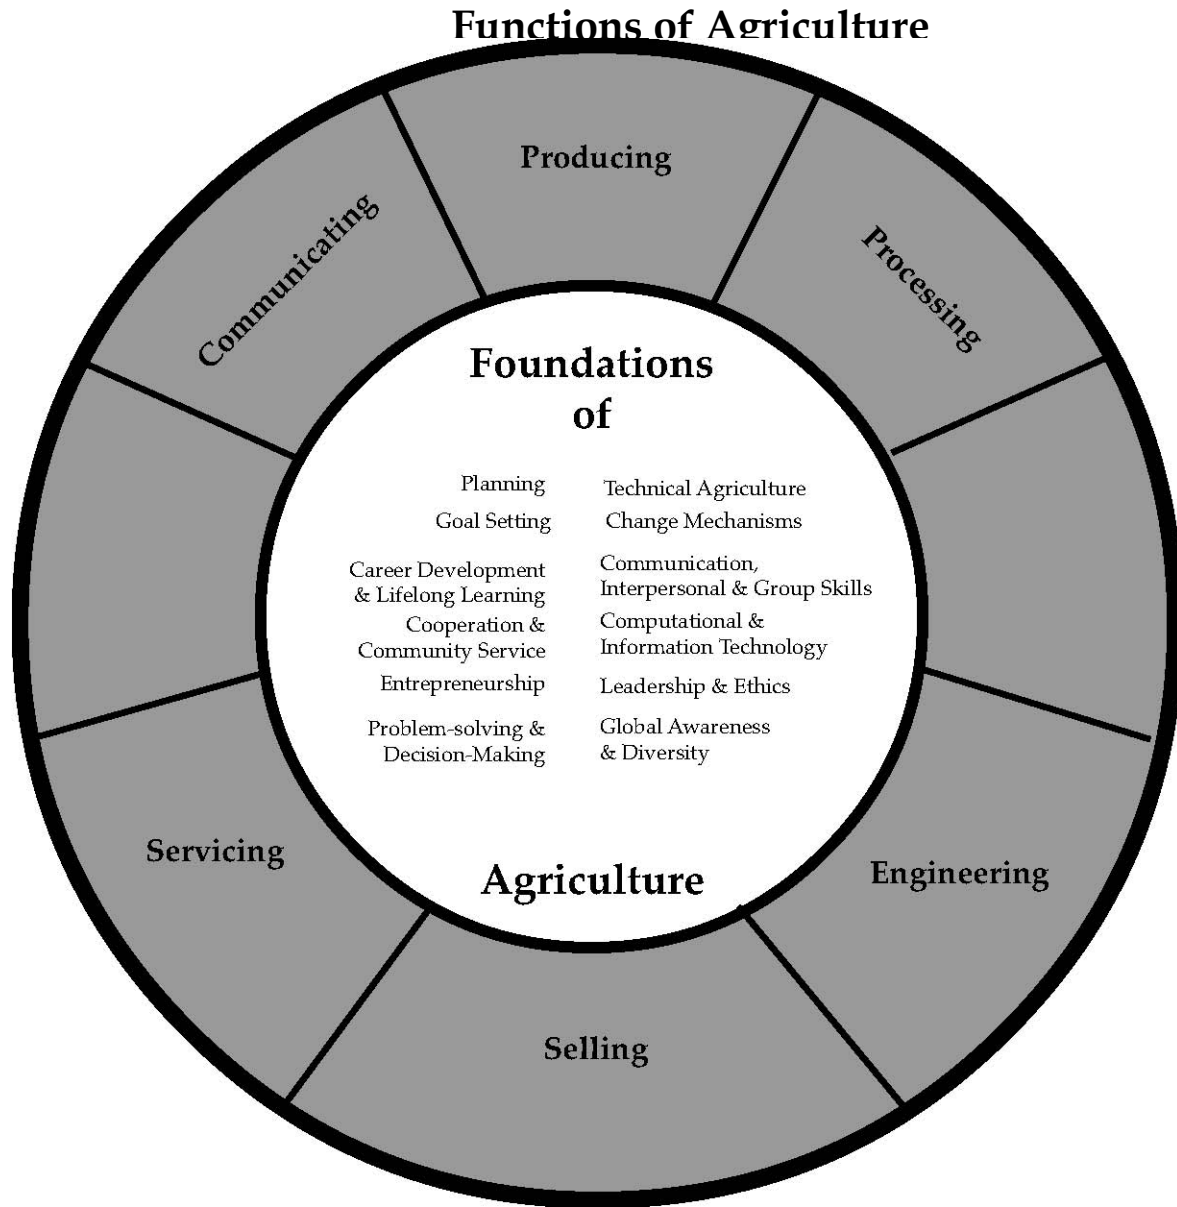 Functions of Agriculture
Producing
Communicating
Processing
Foundations
of
Planning
Goal Setting
Career Development
& Lifelong Learning
Cooperation &
Community Service
Entrepreneurship
Problem-solving &
Decision-Making
Technical Agriculture
Change Mechanisms
Communication,
Interpersonal & Group Skills
Computational &
Information Technology
Leadership & Ethics
Global Awareness
& Diversity
Agriculture
Servicing
Engineering
Selling